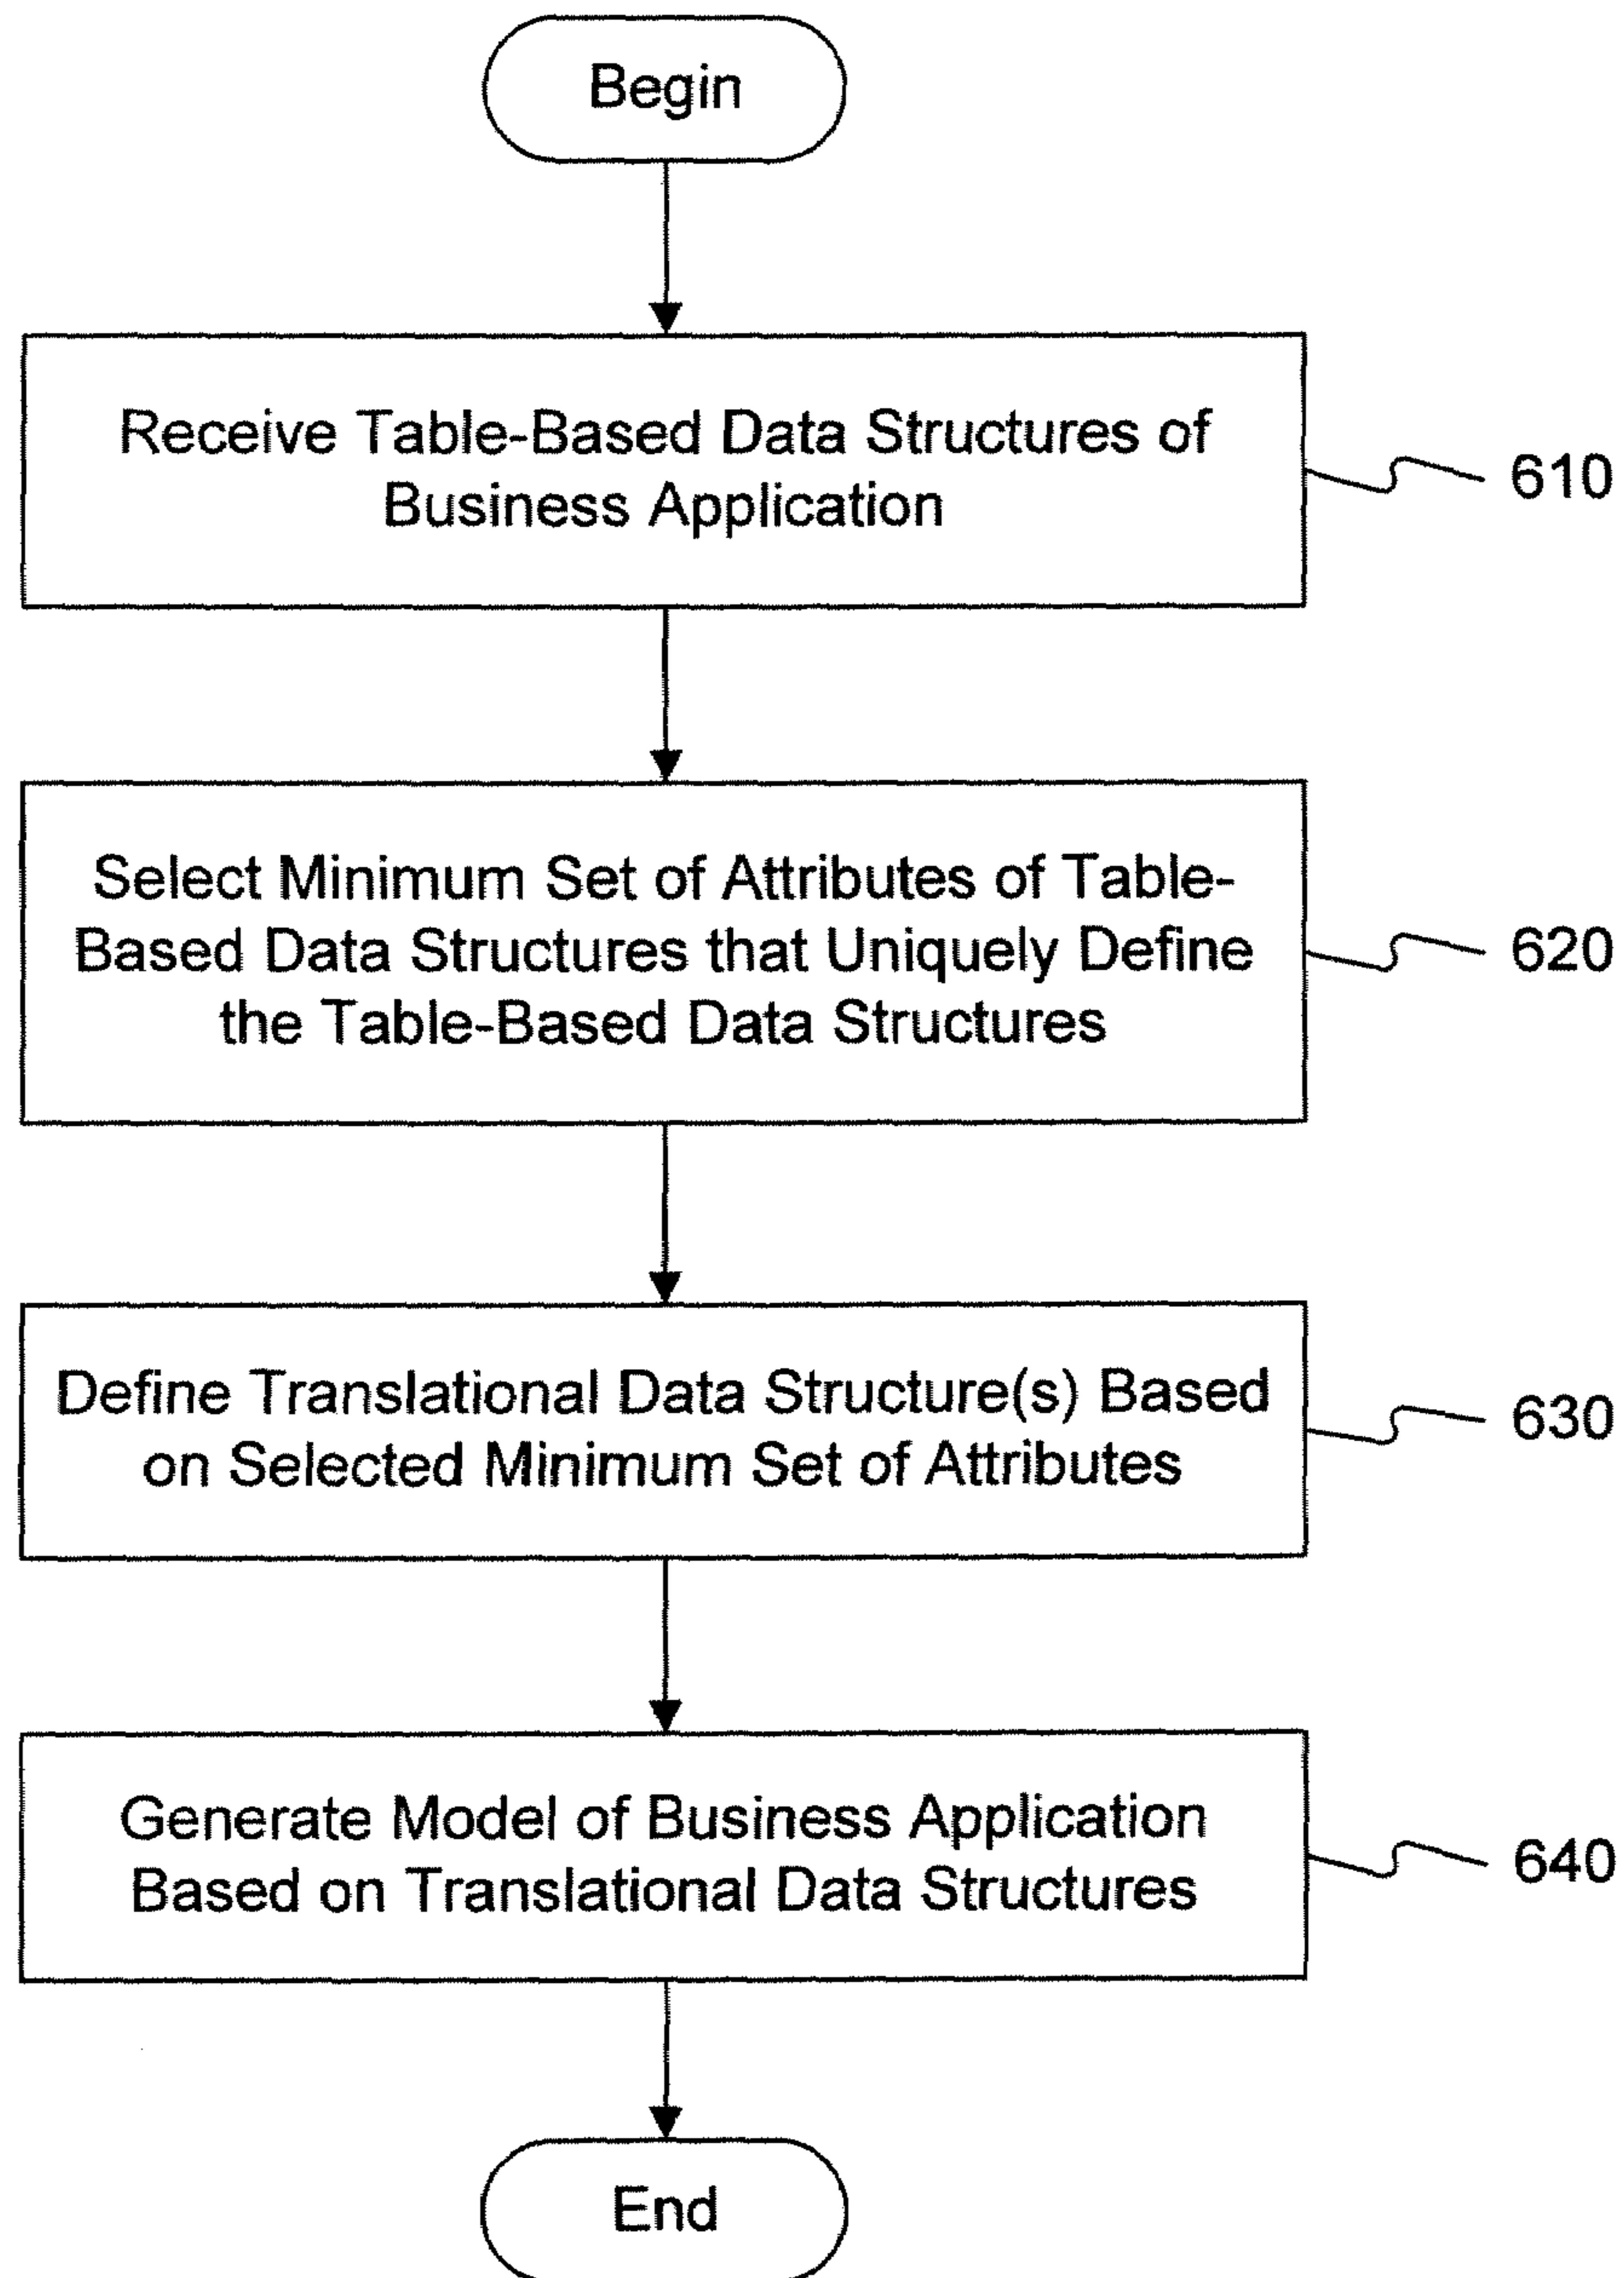 Begin
Receive Table-Based Data Structures of
Business Application
610
Select Minimum Set of Attributes of Table-
Based Data Structures that Uniquely Define
the Table-Based Data Structures
620
Define Translational Data Structure(s) Based
on Selected Minimum Set of Attributes
630
Generate Model of Business Application
Based on Translational Data Structures
640
End